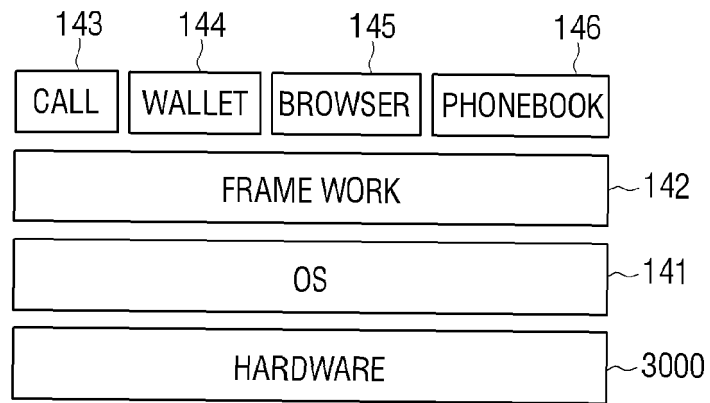 143 144 145 146
CALL WALLET BROWSER PHONEBOOK
FRAME WORK 142
OS 141
HARDWARE 3000